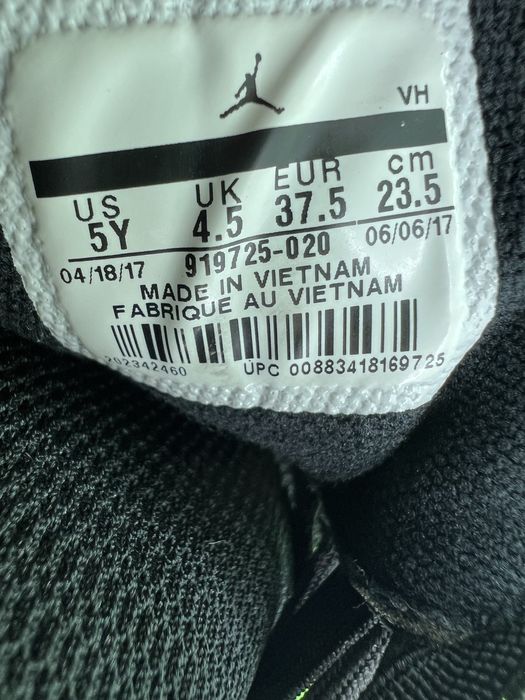 VH
US UK EUR cm
5Y 4.5 37.5 23.5
04/18/17 919725-020 06/06/17
MADE IN VIETNAM
FABRIQUE AU VIETNAM
202342460 UPC 00883418169725